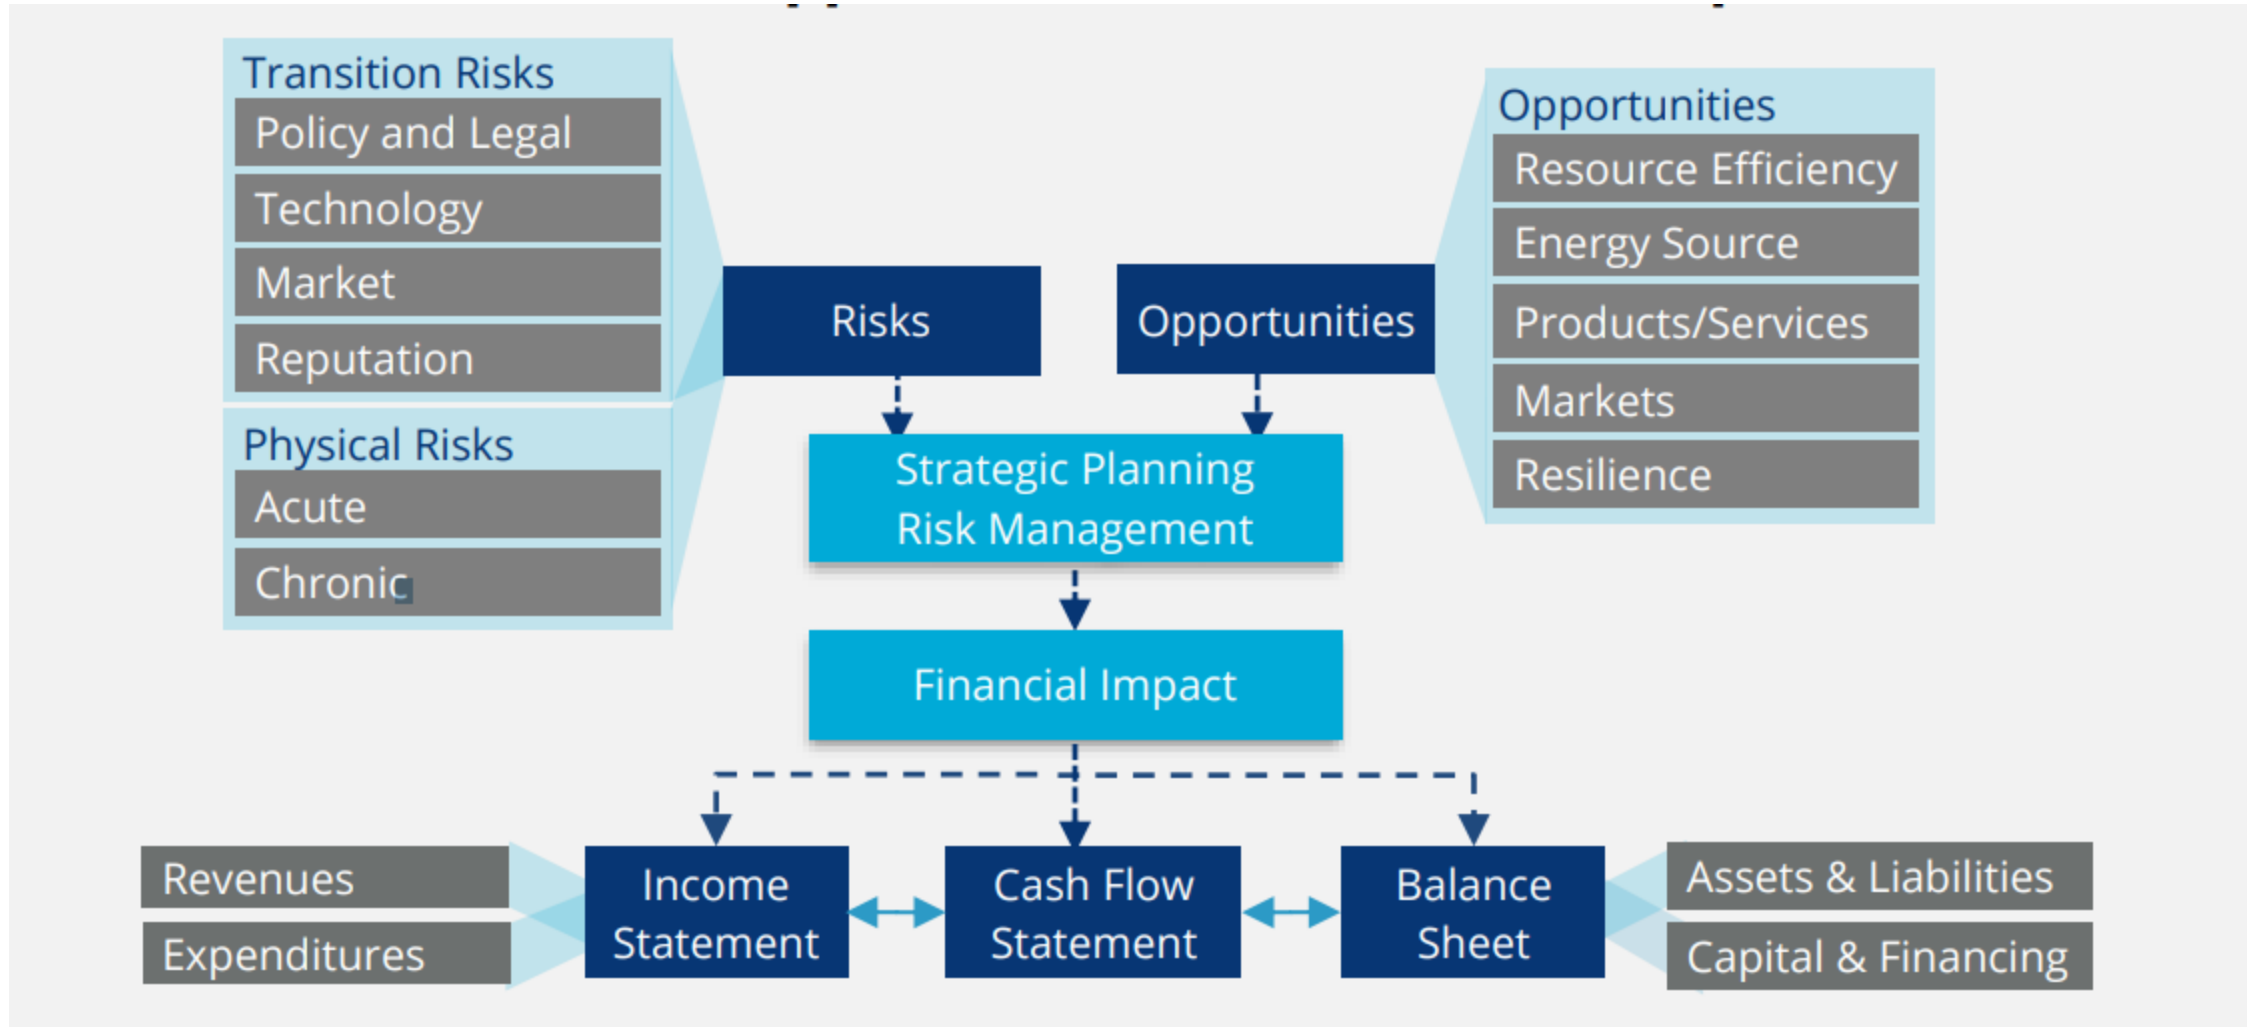 Transition Risks
Policy and Legal
Technology
Market
Reputation
Physical Risks
Acute
Chronic
Risks
Opportunities
Opportunities
Resource Efficiency
Energy Source
Products/Services
Markets
Resilience
Strategic Planning
Risk Management
Financial Impact
Revenues
Expenditures
Income
Statement
Cash Flow
Statement
Balance
Sheet
Assets & Liabilities
Capital & Financing